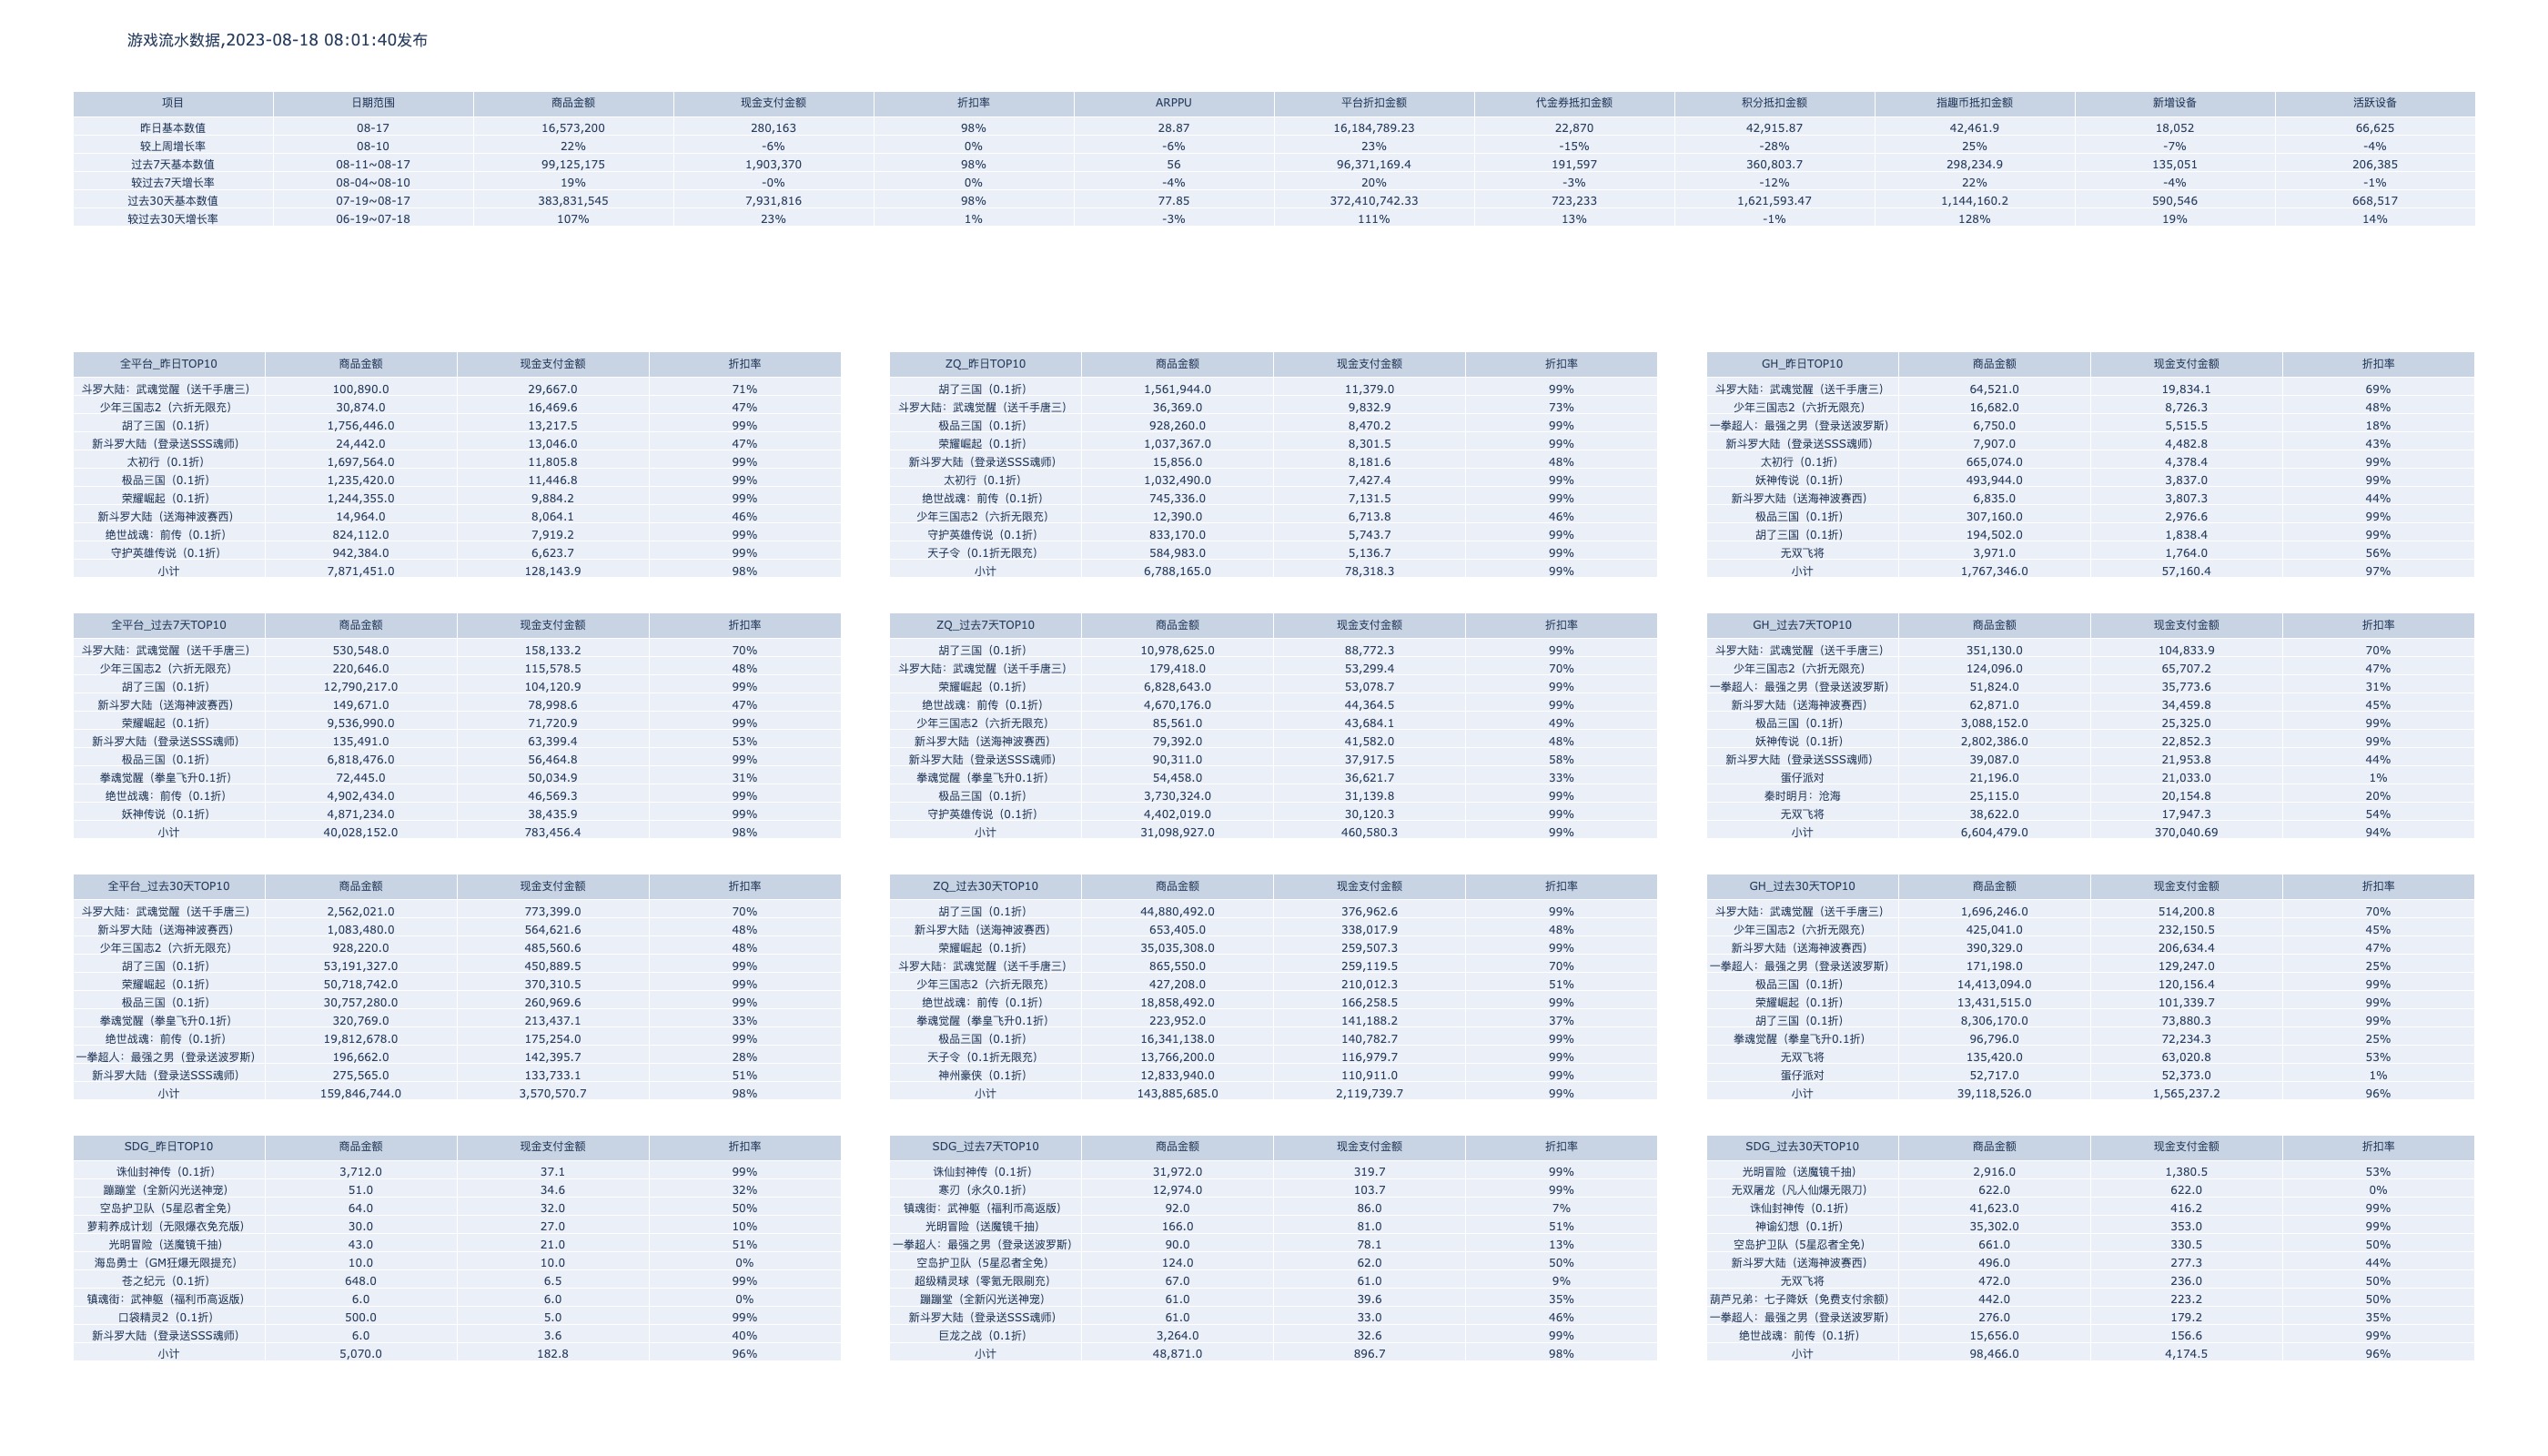 游戏流水数据,2023-08-18 08:01:40发布
项目 日期范围 商品金额 现金支付金额 折扣率 ARPPU 平台折扣金额 代金券抵扣金额 积分抵扣金额 指趣币抵扣金额 新增设备 活跃设备
昨日基本数值 08-17 16,573,200 280,163 98% 28.87 16,184,789.23 22,870 42,915.87 42,461.9 18,052 66,625
较上周增长率 08-10 22% -6% 0% -6% 23% -15% -28% 25% -7% -4%
过去7天基本数值 08-11~08-17 99,125,175 1,903,370 98% 56 96,371,169.4 191,597 360,803.7 298,234.9 135,051 206,385
较过去7天增长率 08-04~08-10 19% -0% 0% -4% 20% -3% -12% 22% -4% -1%
过去30天基本数值 07-19~08-17 383,831,545 7,931,816 98% 77.85 372,410,742.33 723,233 1,621,593.47 1,144,160.2 590,546 668,517
较过去30天增长率 06-19~07-18 107% 23% 1% -3% 111% 13% -1% 128% 19% 14%
全平台_昨日TOP10 商品金额 现金支付金额 折扣率
斗罗大陆：武魂觉醒（送千手唐三） 100,890.0 29,667.0 71%
少年三国志2（六折无限充） 30,874.0 16,469.6 47%
胡了三国（0.1折） 1,756,446.0 13,217.5 99%
新斗罗大陆（登录送SSS魂师） 24,442.0 13,046.0 47%
太初行（0.1折） 1,697,564.0 11,805.8 99%
极品三国（0.1折） 1,235,420.0 11,446.8 99%
荣耀崛起（0.1折） 1,244,355.0 9,884.2 99%
新斗罗大陆（送海神波赛西） 14,964.0 8,064.1 46%
绝世战魂：前传（0.1折） 824,112.0 7,919.2 99%
守护英雄传说（0.1折） 942,384.0 6,623.7 99%
小计 7,871,451.0 128,143.9 98%
ZQ_昨日TOP10 商品金额 现金支付金额 折扣率
胡了三国（0.1折） 1,561,944.0 11,379.0 99%
斗罗大陆：武魂觉醒（送千手唐三） 36,369.0 9,832.9 73%
极品三国（0.1折） 928,260.0 8,470.2 99%
荣耀崛起（0.1折） 1,037,367.0 8,301.5 99%
新斗罗大陆（登录送SSS魂师） 15,856.0 8,181.6 48%
太初行（0.1折） 1,032,490.0 7,427.4 99%
绝世战魂：前传（0.1折） 745,336.0 7,131.5 99%
少年三国志2（六折无限充） 12,390.0 6,713.8 46%
守护英雄传说（0.1折） 833,170.0 5,743.7 99%
天子令（0.1折无限充） 584,983.0 5,136.7 99%
小计 6,788,165.0 78,318.3 99%
GH_昨日TOP10 商品金额 现金支付金额 折扣率
斗罗大陆：武魂觉醒（送千手唐三） 64,521.0 19,834.1 69%
少年三国志2（六折无限充） 16,682.0 8,726.3 48%
一拳超人：最强之男（登录送波罗斯） 6,750.0 5,515.5 18%
新斗罗大陆（登录送SSS魂师） 7,907.0 4,482.8 43%
太初行（0.1折） 665,074.0 4,378.4 99%
妖神传说（0.1折） 493,944.0 3,837.0 99%
新斗罗大陆（送海神波赛西） 6,835.0 3,807.3 44%
极品三国（0.1折） 307,160.0 2,976.6 99%
胡了三国（0.1折） 194,502.0 1,838.4 99%
无双飞将 3,971.0 1,764.0 56%
小计 1,767,346.0 57,160.4 97%
全平台_过去7天TOP10 商品金额 现金支付金额 折扣率
斗罗大陆：武魂觉醒（送千手唐三） 530,548.0 158,133.2 70%
少年三国志2（六折无限充） 220,646.0 115,578.5 48%
胡了三国（0.1折） 12,790,217.0 104,120.9 99%
新斗罗大陆（送海神波赛西） 149,671.0 78,998.6 47%
荣耀崛起（0.1折） 9,536,990.0 71,720.9 99%
新斗罗大陆（登录送SSS魂师） 135,491.0 63,399.4 53%
极品三国（0.1折） 6,818,476.0 56,464.8 99%
拳魂觉醒（拳皇飞升0.1折） 72,445.0 50,034.9 31%
绝世战魂：前传（0.1折） 4,902,434.0 46,569.3 99%
妖神传说（0.1折） 4,871,234.0 38,435.9 99%
小计 40,028,152.0 783,456.4 98%
ZQ_过去7天TOP10 商品金额 现金支付金额 折扣率
胡了三国（0.1折） 10,978,625.0 88,772.3 99%
斗罗大陆：武魂觉醒（送千手唐三） 179,418.0 53,299.4 70%
荣耀崛起（0.1折） 6,828,643.0 53,078.7 99%
绝世战魂：前传（0.1折） 4,670,176.0 44,364.5 99%
少年三国志2（六折无限充） 85,561.0 43,684.1 49%
新斗罗大陆（送海神波赛西） 79,392.0 41,582.0 48%
新斗罗大陆（登录送SSS魂师） 90,311.0 37,917.5 58%
拳魂觉醒（拳皇飞升0.1折） 54,458.0 36,621.7 33%
极品三国（0.1折） 3,730,324.0 31,139.8 99%
守护英雄传说（0.1折） 4,402,019.0 30,120.3 99%
小计 31,098,927.0 460,580.3 99%
GH_过去7天TOP10 商品金额 现金支付金额 折扣率
斗罗大陆：武魂觉醒（送千手唐三） 351,130.0 104,833.9 70%
少年三国志2（六折无限充） 124,096.0 65,707.2 47%
一拳超人：最强之男（登录送波罗斯） 51,824.0 35,773.6 31%
新斗罗大陆（送海神波赛西） 62,871.0 34,459.8 45%
极品三国（0.1折） 3,088,152.0 25,325.0 99%
妖神传说（0.1折） 2,802,386.0 22,852.3 99%
新斗罗大陆（登录送SSS魂师） 39,087.0 21,953.8 44%
蛋仔派对 21,196.0 21,033.0 1%
秦时明月：沧海 25,115.0 20,154.8 20%
无双飞将 38,622.0 17,947.3 54%
小计 6,604,479.0 370,040.69 94%
全平台_过去30天TOP10 商品金额 现金支付金额 折扣率
斗罗大陆：武魂觉醒（送千手唐三） 2,562,021.0 773,399.0 70%
新斗罗大陆（送海神波赛西） 1,083,480.0 564,621.6 48%
少年三国志2（六折无限充） 928,220.0 485,560.6 48%
胡了三国（0.1折） 53,191,327.0 450,889.5 99%
荣耀崛起（0.1折） 50,718,742.0 370,310.5 99%
极品三国（0.1折） 30,757,280.0 260,969.6 99%
拳魂觉醒（拳皇飞升0.1折） 320,769.0 213,437.1 33%
绝世战魂：前传（0.1折） 19,812,678.0 175,254.0 99%
一拳超人：最强之男（登录送波罗斯） 196,662.0 142,395.7 28%
新斗罗大陆（登录送SSS魂师） 275,565.0 133,733.1 51%
小计 159,846,744.0 3,570,570.7 98%
ZQ_过去30天TOP10 商品金额 现金支付金额 折扣率
胡了三国（0.1折） 44,880,492.0 376,962.6 99%
新斗罗大陆（送海神波赛西） 653,405.0 338,017.9 48%
荣耀崛起（0.1折） 35,035,308.0 259,507.3 99%
斗罗大陆：武魂觉醒（送千手唐三） 865,550.0 259,119.5 70%
少年三国志2（六折无限充） 427,208.0 210,012.3 51%
绝世战魂：前传（0.1折） 18,858,492.0 166,258.5 99%
拳魂觉醒（拳皇飞升0.1折） 223,952.0 141,188.2 37%
极品三国（0.1折） 16,341,138.0 140,782.7 99%
天子令（0.1折无限充） 13,766,200.0 116,979.7 99%
神州豪侠（0.1折） 12,833,940.0 110,911.0 99%
小计 143,885,685.0 2,119,739.7 99%
GH_过去30天TOP10 商品金额 现金支付金额 折扣率
斗罗大陆：武魂觉醒（送千手唐三） 1,696,246.0 514,200.8 70%
少年三国志2（六折无限充） 425,041.0 232,150.5 45%
新斗罗大陆（送海神波赛西） 390,329.0 206,634.4 47%
一拳超人：最强之男（登录送波罗斯） 171,198.0 129,247.0 25%
极品三国（0.1折） 14,413,094.0 120,156.4 99%
荣耀崛起（0.1折） 13,431,515.0 101,339.7 99%
胡了三国（0.1折） 8,306,170.0 73,880.3 99%
拳魂觉醒（拳皇飞升0.1折） 96,796.0 72,234.3 25%
无双飞将 135,420.0 63,020.8 53%
蛋仔派对 52,717.0 52,373.0 1%
小计 39,118,526.0 1,565,237.2 96%
SDG_昨日TOP10 商品金额 现金支付金额 折扣率
诛仙封神传（0.1折） 3,712.0 37.1 99%
蹦蹦堂（全新闪光送神宠） 51.0 34.6 32%
空岛护卫队（5星忍者全免） 64.0 32.0 50%
萝莉养成计划（无限爆衣免充版） 30.0 27.0 10%
光明冒险（送魔镜千抽） 43.0 21.0 51%
海岛勇士（GM狂爆无限提充） 10.0 10.0 0%
苍之纪元（0.1折） 648.0 6.5 99%
镇魂街：武神躯（福利币高返版） 6.0 6.0 0%
口袋精灵2（0.1折） 500.0 5.0 99%
新斗罗大陆（登录送SSS魂师） 6.0 3.6 40%
小计 5,070.0 182.8 96%
SDG_过去7天TOP10 商品金额 现金支付金额 折扣率
诛仙封神传（0.1折） 31,972.0 319.7 99%
寒刃（永久0.1折） 12,974.0 103.7 99%
镇魂街：武神躯（福利币高返版） 92.0 86.0 7%
光明冒险（送魔镜千抽） 166.0 81.0 51%
一拳超人：最强之男（登录送波罗斯） 90.0 78.1 13%
空岛护卫队（5星忍者全免） 124.0 62.0 50%
超级精灵球（零氪无限刷充） 67.0 61.0 9%
蹦蹦堂（全新闪光送神宠） 61.0 39.6 35%
新斗罗大陆（登录送SSS魂师） 61.0 33.0 46%
巨龙之战（0.1折） 3,264.0 32.6 99%
小计 48,871.0 896.7 98%
SDG_过去30天TOP10 商品金额 现金支付金额 折扣率
光明冒险（送魔镜千抽） 2,916.0 1,380.5 53%
无双屠龙（凡人仙爆无限刀） 622.0 622.0 0%
诛仙封神传（0.1折） 41,623.0 416.2 99%
神谕幻想（0.1折） 35,302.0 353.0 99%
空岛护卫队（5星忍者全免） 661.0 330.5 50%
新斗罗大陆（送海神波赛西） 496.0 277.3 44%
无双飞将 472.0 236.0 50%
葫芦兄弟：七子降妖（免费支付余额） 442.0 223.2 50%
一拳超人：最强之男（登录送波罗斯） 276.0 179.2 35%
绝世战魂：前传（0.1折） 15,656.0 156.6 99%
小计 98,466.0 4,174.5 96%